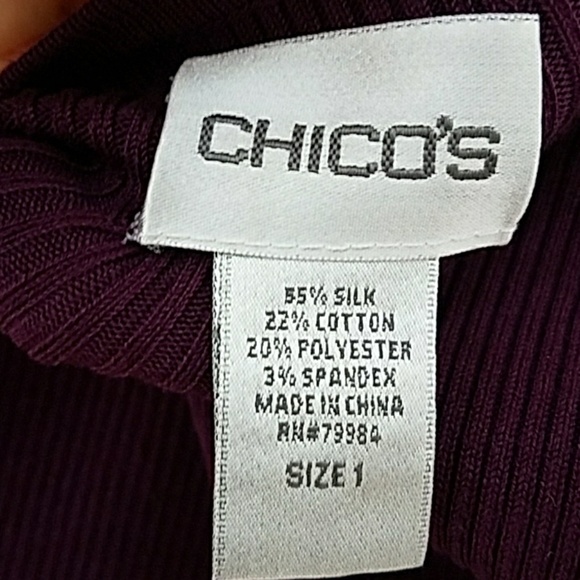 CHICO'S
55% SILK
22% COTTON
20% POLYESTER
3% SPANDEX
MADE IN CHINA
RN#79984
SIZE 1